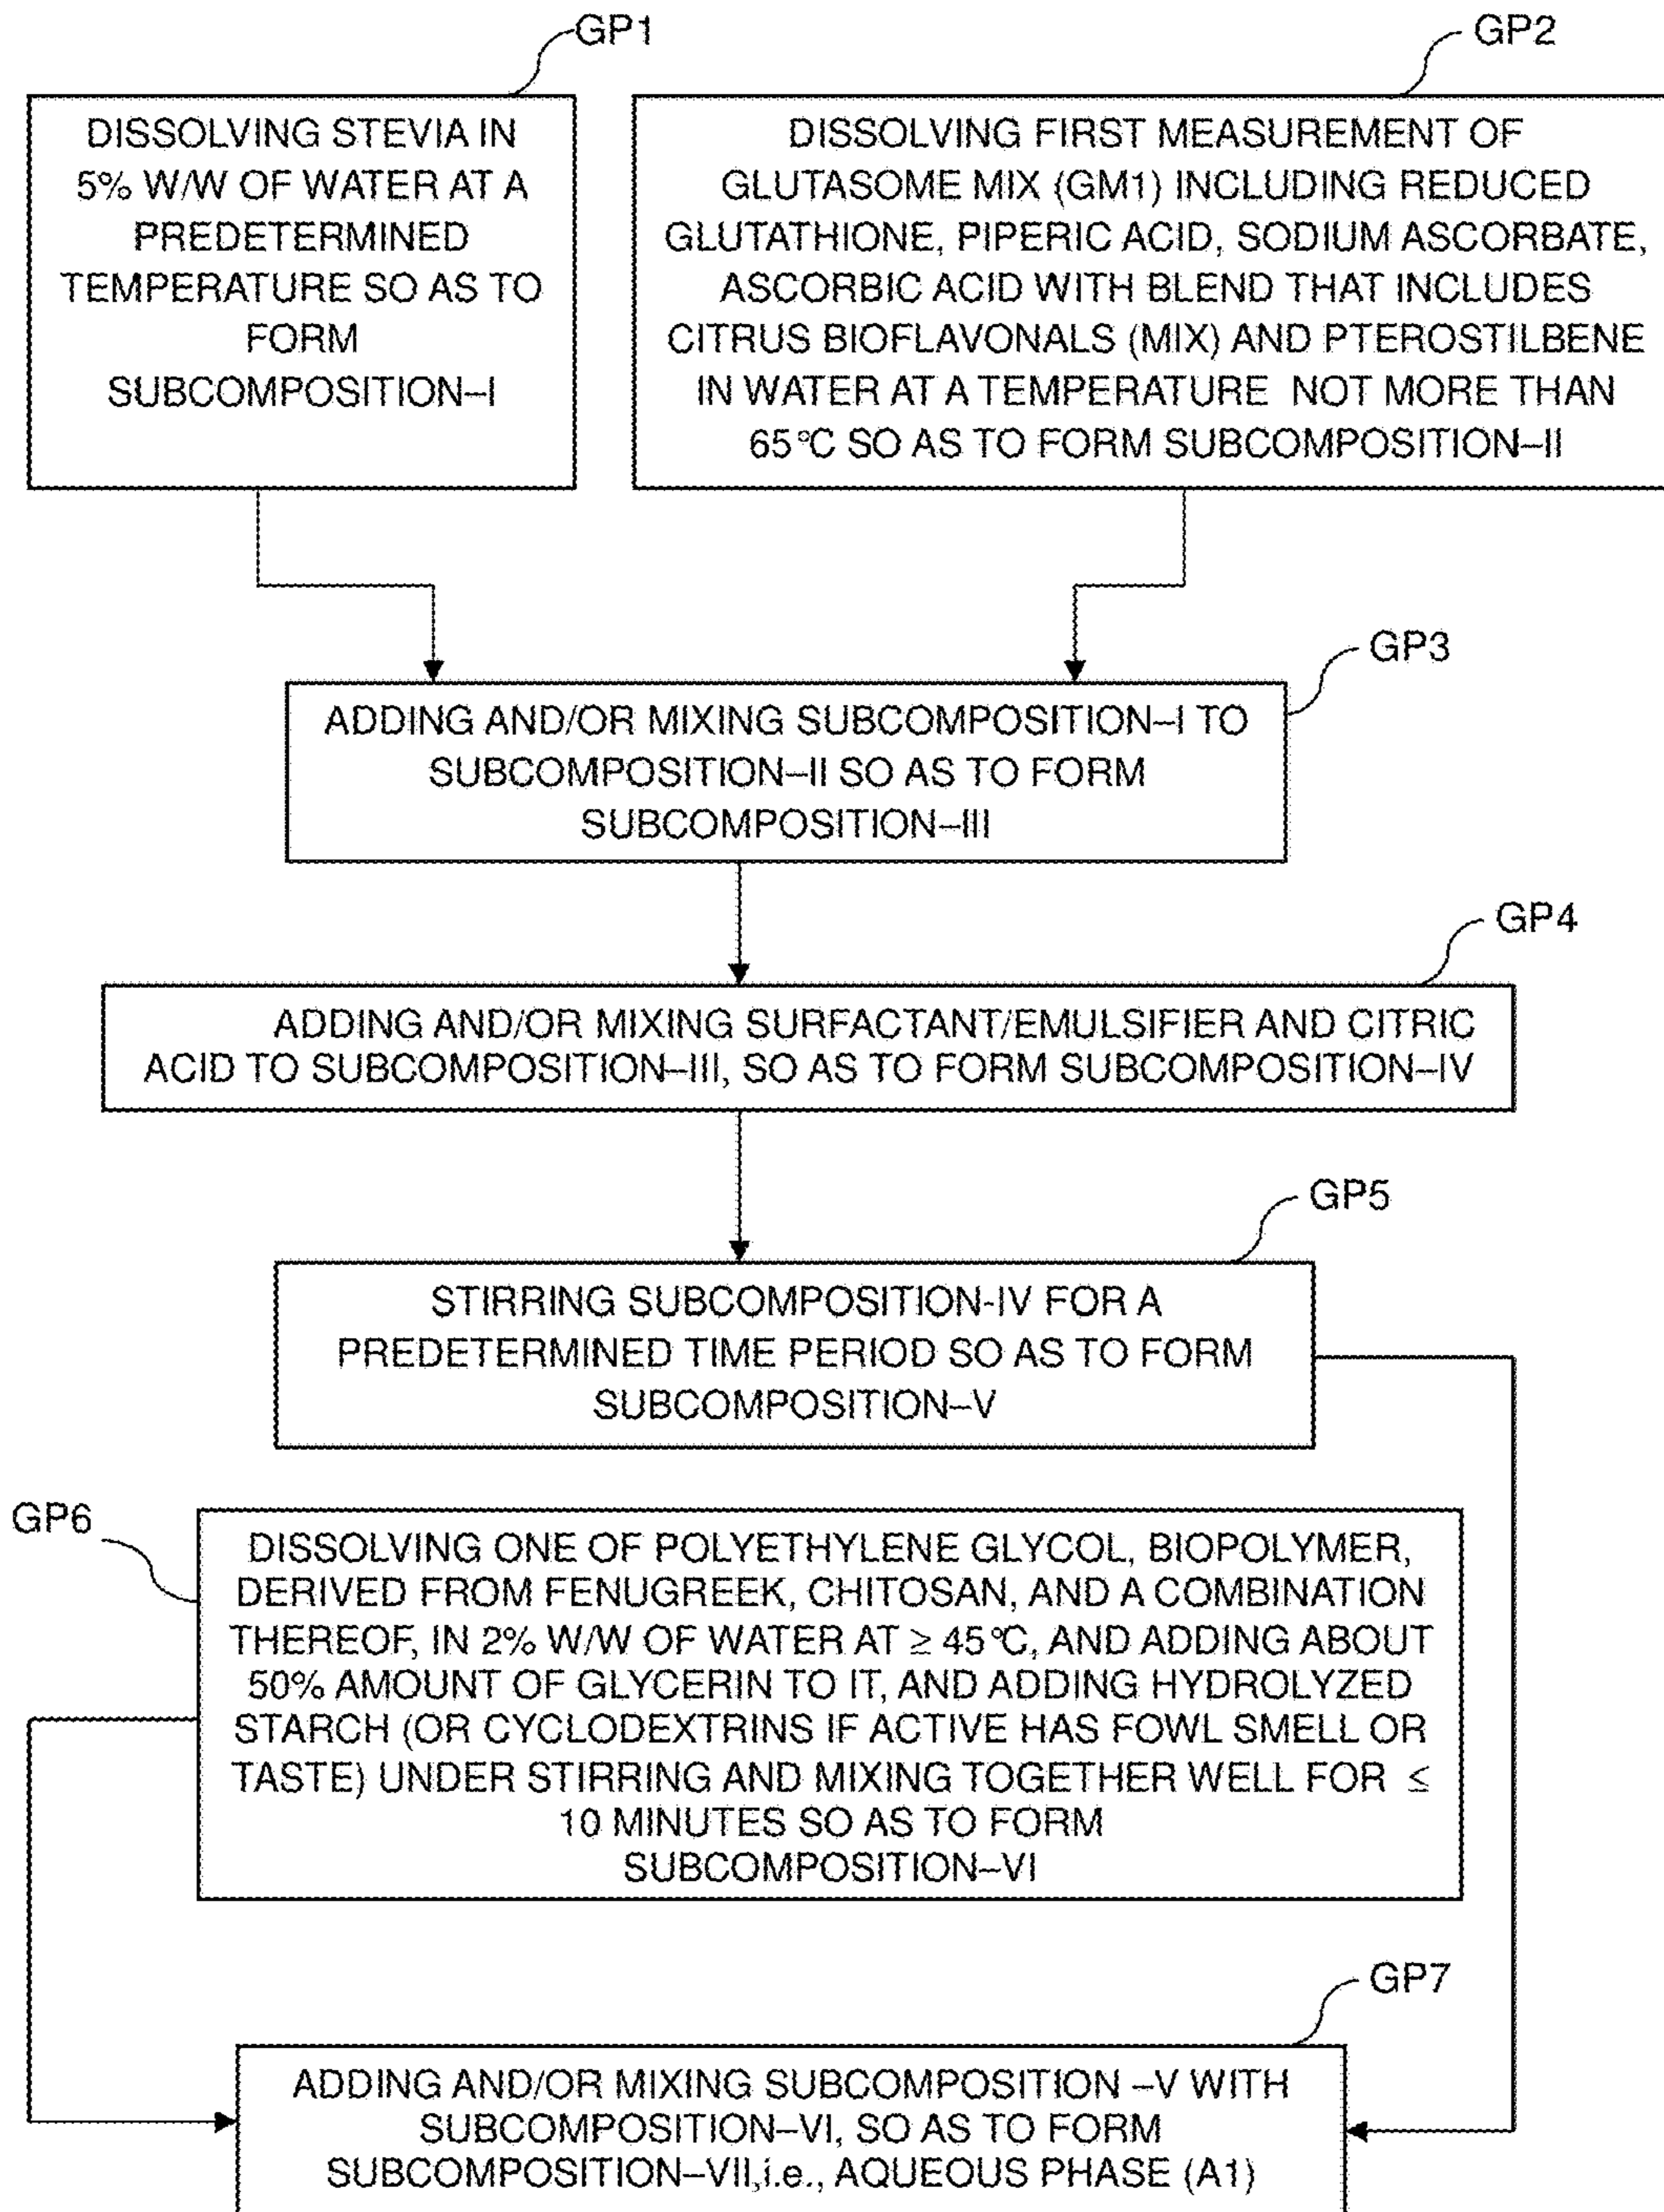 GP1
DISSOLVING STEVIA IN
5% W/W OF WATER AT A
PREDETERMINED
TEMPERATURE SO AS TO
FORM
SUBCOMPOSITION–I
GP2
DISSOLVING FIRST MEASUREMENT OF
GLUTASOME MIX (GM1) INCLUDING REDUCED
GLUTATHIONE, PIPERIC ACID, SODIUM ASCORBATE,
ASCORBIC ACID WITH BLEND THAT INCLUDES
CITRUS BIOFLAVONALS (MIX) AND PTEROSTILBENE
IN WATER AT A TEMPERATURE NOT MORE THAN
65°C SO AS TO FORM SUBCOMPOSITION–II
GP3
ADDING AND/OR MIXING SUBCOMPOSITION–I TO
SUBCOMPOSITION–II SO AS TO FORM
SUBCOMPOSITION–III
GP4
ADDING AND/OR MIXING SURFACTANT/EMULSIFIER AND CITRIC
ACID TO SUBCOMPOSITION–III, SO AS TO FORM SUBCOMPOSITION–IV
GP5
STIRRING SUBCOMPOSITION-IV FOR A
PREDETERMINED TIME PERIOD SO AS TO FORM
SUBCOMPOSITION–V
GP6
DISSOLVING ONE OF POLYETHYLENE GLYCOL, BIOPOLYMER,
DERIVED FROM FENUGREEK, CHITOSAN, AND A COMBINATION
THEREOF, IN 2% W/W OF WATER AT ≥ 45°C, AND ADDING ABOUT
50% AMOUNT OF GLYCERIN TO IT, AND ADDING HYDROLYZED
STARCH (OR CYCLODEXTRINS IF ACTIVE HAS FOWL SMELL OR
TASTE) UNDER STIRRING AND MIXING TOGETHER WELL FOR ≤
10 MINUTES SO AS TO FORM
SUBCOMPOSITION–VI
GP7
ADDING AND/OR MIXING SUBCOMPOSITION –V WITH
SUBCOMPOSITION–VI, SO AS TO FORM
SUBCOMPOSITION–VII,i.e., AQUEOUS PHASE (A1)